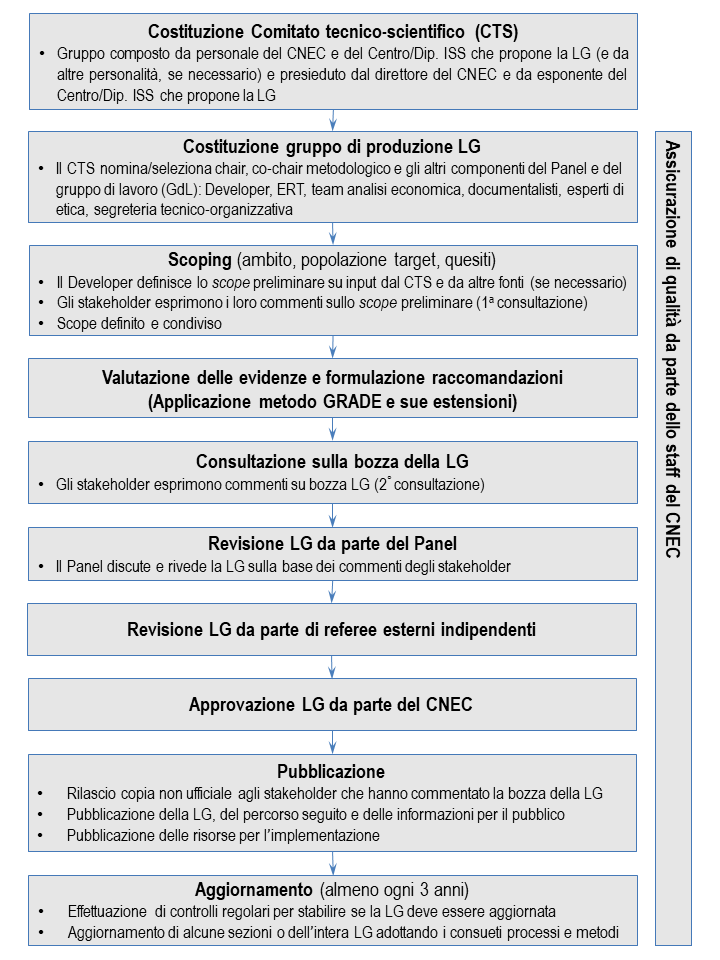 Costituzione Comitato tecnico-scientifico (CTS)
• Gruppo composto da personale del CNEC e del Centro/Dip. ISS che propone la LG (e da
altre personalità, se necessario) e presieduto dal direttore del CNEC e da esponente del
Centro/Dip. ISS che propone la LG
Costituzione gruppo di produzione LG
• Il CTS nomina/seleziona chair, co-chair metodologico e gli altri componenti del Panel e del
gruppo di lavoro (GdL): Developer, ERT, team analisi economica, documentalisti, esperti di
etica, segreteria tecnico-organizzativa
Scoping (ambito, popolazione target, quesiti)
• Il Developer definisce lo scope preliminare su input dal CTS e da altre fonti (se necessario)
• Gli stakeholder esprimono i loro commenti sullo scope preliminare (1ª consultazione)
• Scope definito e condiviso
Valutazione delle evidenze e formulazione raccomandazioni
(Applicazione metodo GRADE e sue estensioni)
Consultazione sulla bozza della LG
• Gli stakeholder esprimono commenti su bozza LG (2° consultazione)
Revisione LG da parte del Panel
• Il Panel discute e rivede la LG sulla base dei commenti degli stakeholder
Revisione LG da parte di referee esterni indipendenti
Approvazione LG da parte del CNEC
Pubblicazione
• Rilascio copia non ufficiale agli stakeholder che hanno commentato la bozza della LG
• Pubblicazione della LG, del percorso seguito e delle informazioni per il pubblico
• Pubblicazione delle risorse per l'implementazione
Aggiornamento (almeno ogni 3 anni)
• Effettuazione di controlli regolari per stabilire se la LG deve essere aggiornata
• Aggiornamento di alcune sezioni o dell'intera LG adottando i consueti processi e metodi
Assicurazione di qualità da parte dello staff del CNEC